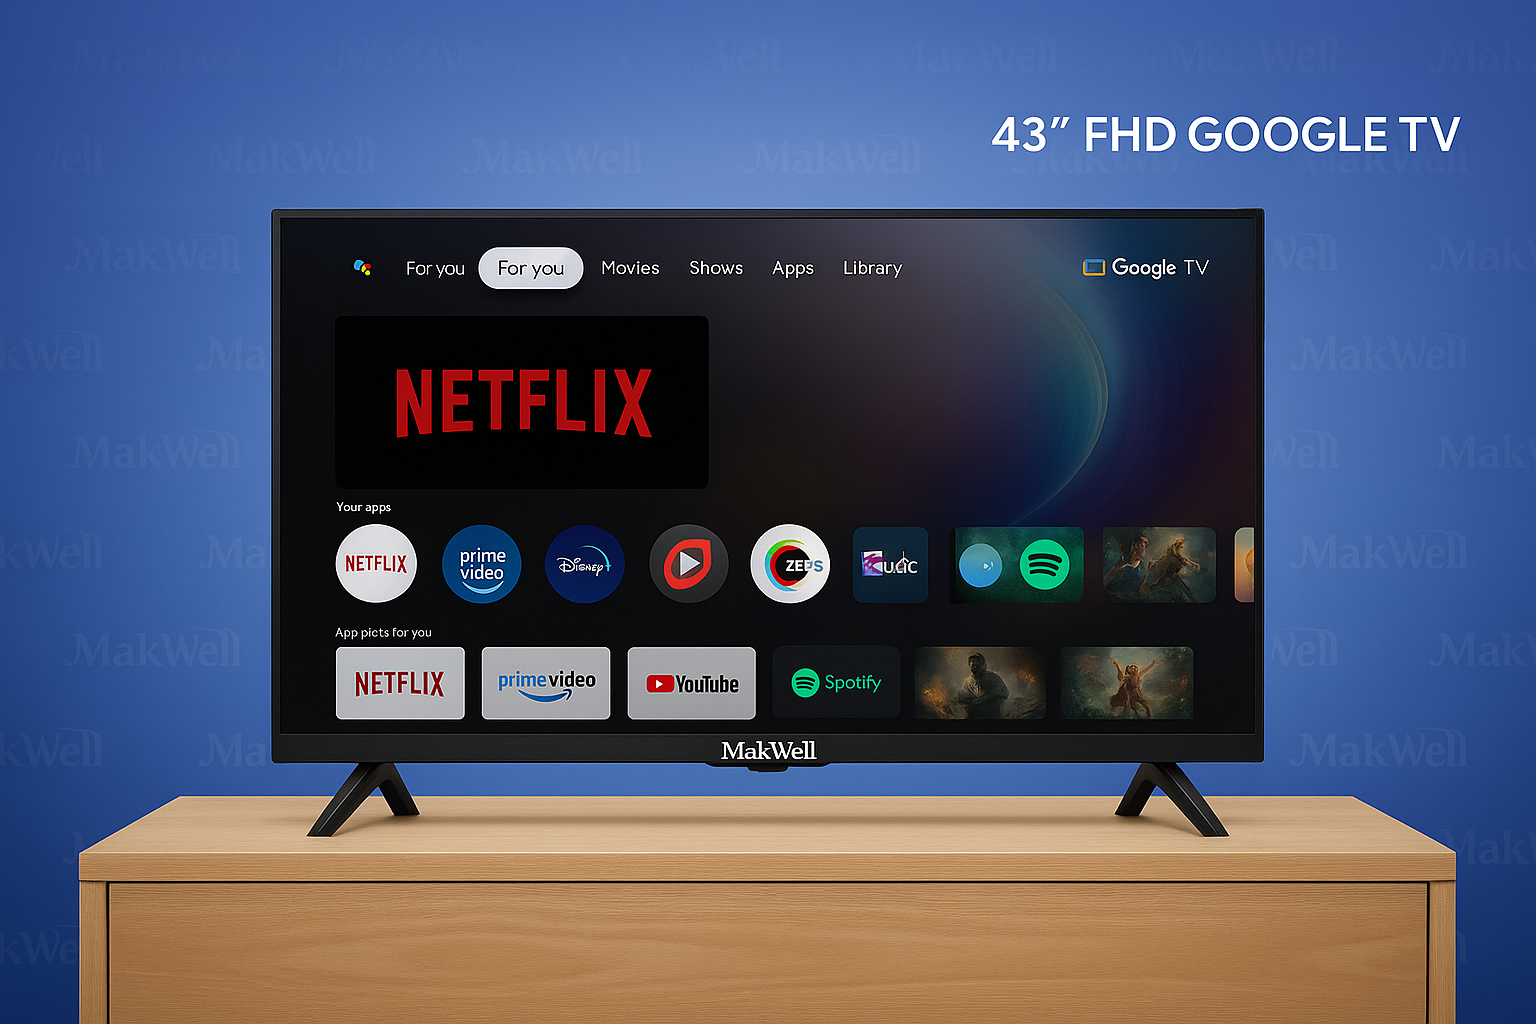 43″ FHD GOOGLE TV
For you For you Movies Shows Apps Library Google TV
NETFLIX
Your apps
NETFLIX prime video Disney+ ZEE5
App picts for you
NETFLIX prime video YouTube Spotify
MakWell